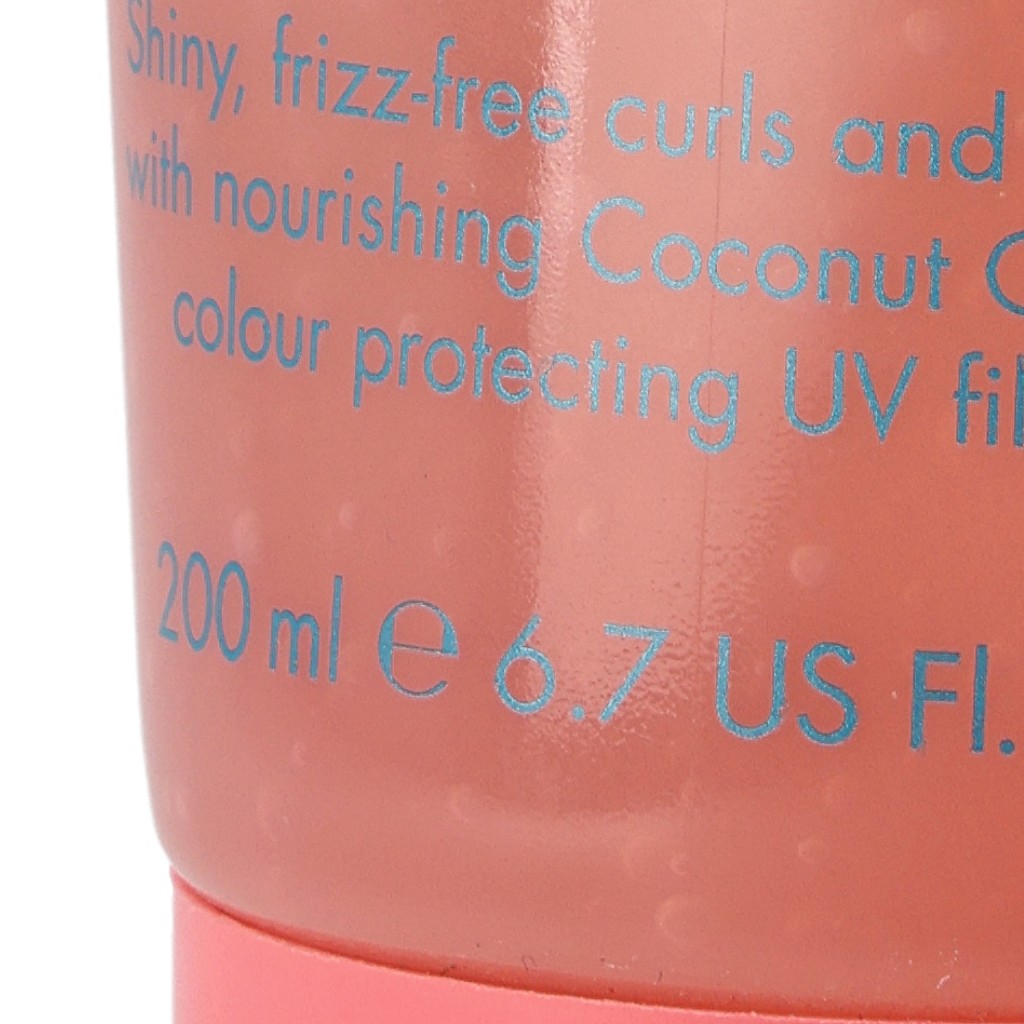 Shiny, frizz-free curls and
with nourishing Coconut
colour protecting UV
200 ml ℮ 6.7 US Fl.